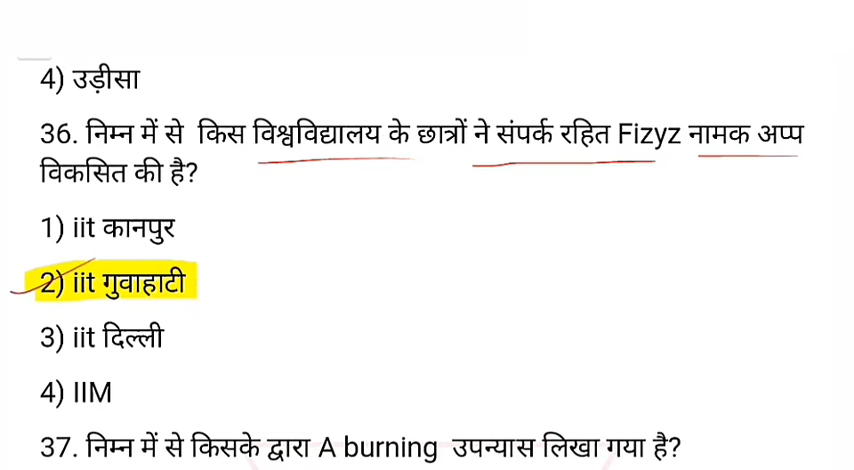 4) उड़ीसा
36. निम्न में से किस विश्वविद्यालय के छात्रों ने संपर्क रहित Fizyz नामक अप्प
विकसित की है?
1) iit कानपुर
2) iit गुवाहाटी
3) iit दिल्ली
4) IIM
37. निम्न में से किसके द्वारा A burning उपन्यास लिखा गया है?